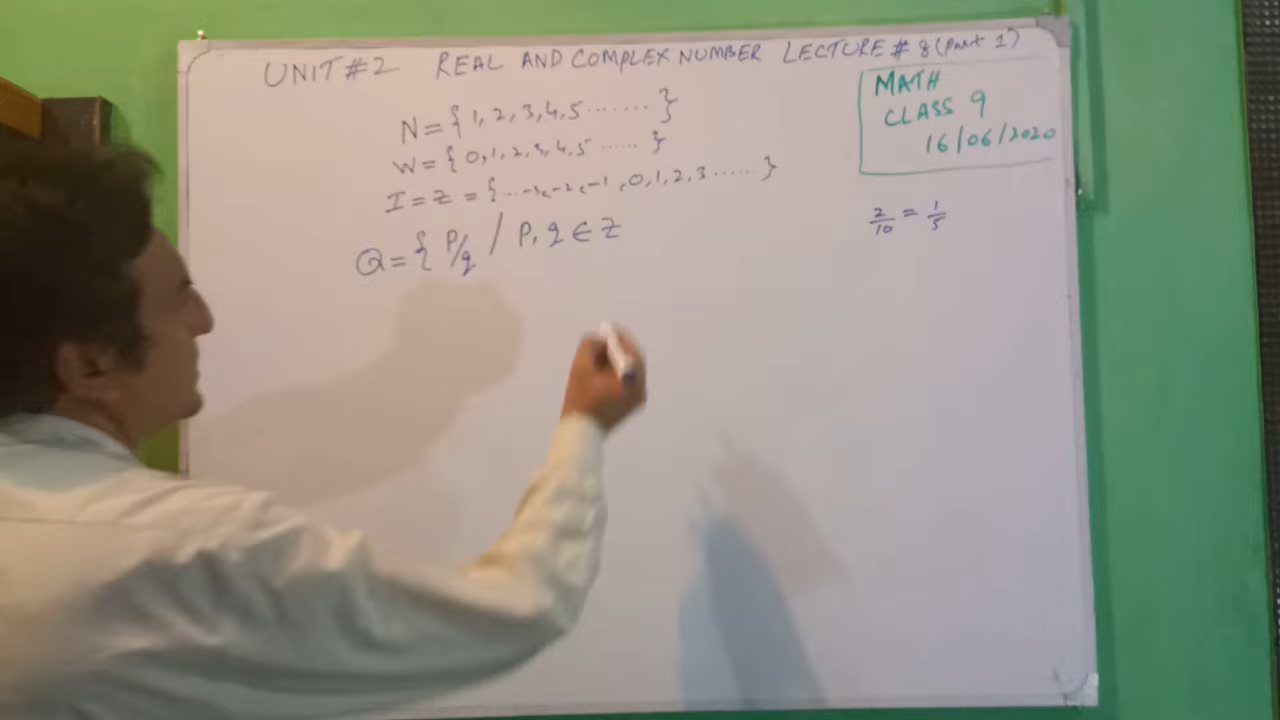 UNIT #2 REAL AND COMPLEX NUMBER LECTURE # 8 (Part 1)
MATH
CLASS 9
16/06/2020
N = { 1, 2, 3, 4, 5 ....... }
W = { 0, 1, 2, 3, 4, 5 ...... }
I = Z = { ... -3, -2, -1, 0, 1, 2, 3 ...... }
2/10 = 1/5
Q = { P/q / P, q ∈ Z